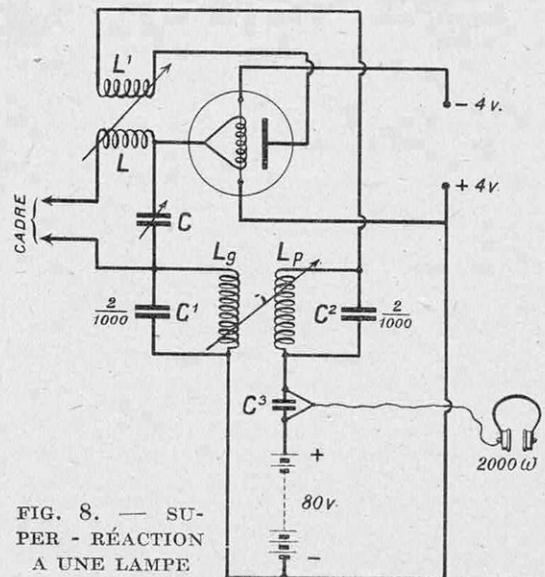 L¹
L
- 4 v.
+ 4 v.
CADRE
C
Lg
Lp
2/1000
C¹
C²
2/1000
C³
+
80 v.
-
2000 ω
FIG. 8. — SU-
PER - RÉACTION
A UNE LAMPE